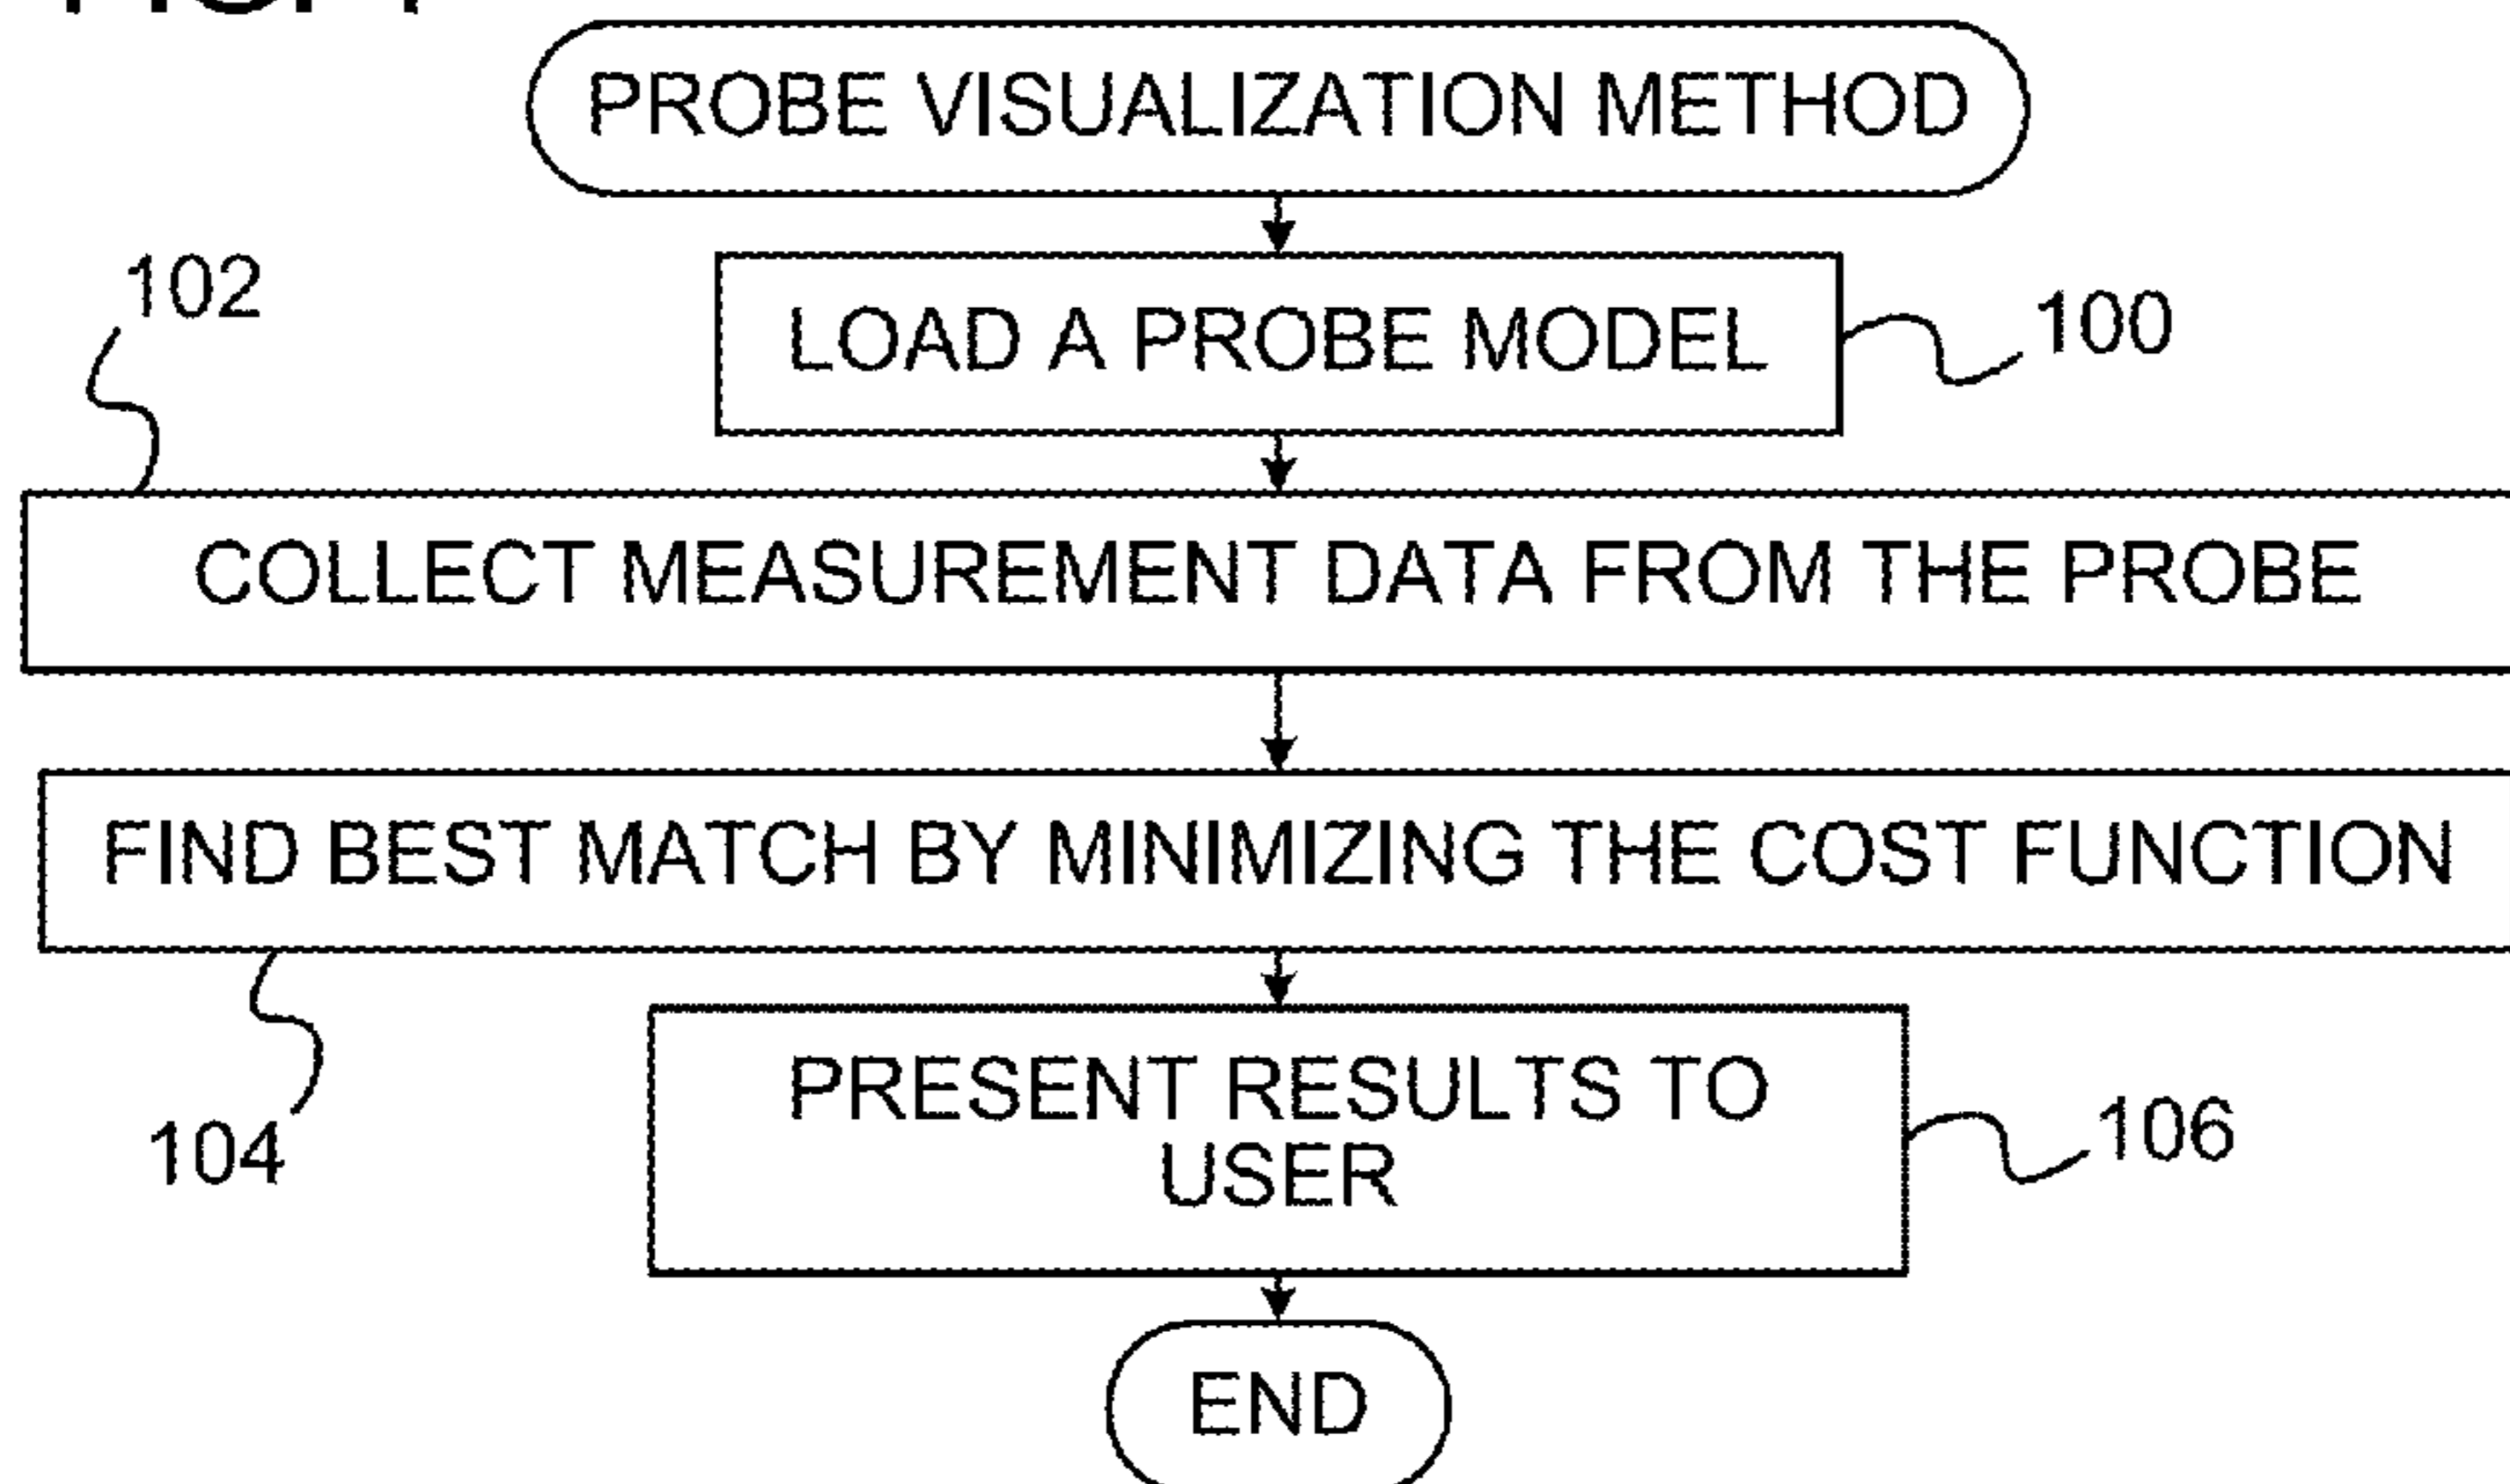 PROBE VISUALIZATION METHOD
102
LOAD A PROBE MODEL
100
COLLECT MEASUREMENT DATA FROM THE PROBE
FIND BEST MATCH BY MINIMIZING THE COST FUNCTION
104
PRESENT RESULTS TO
USER
106
END